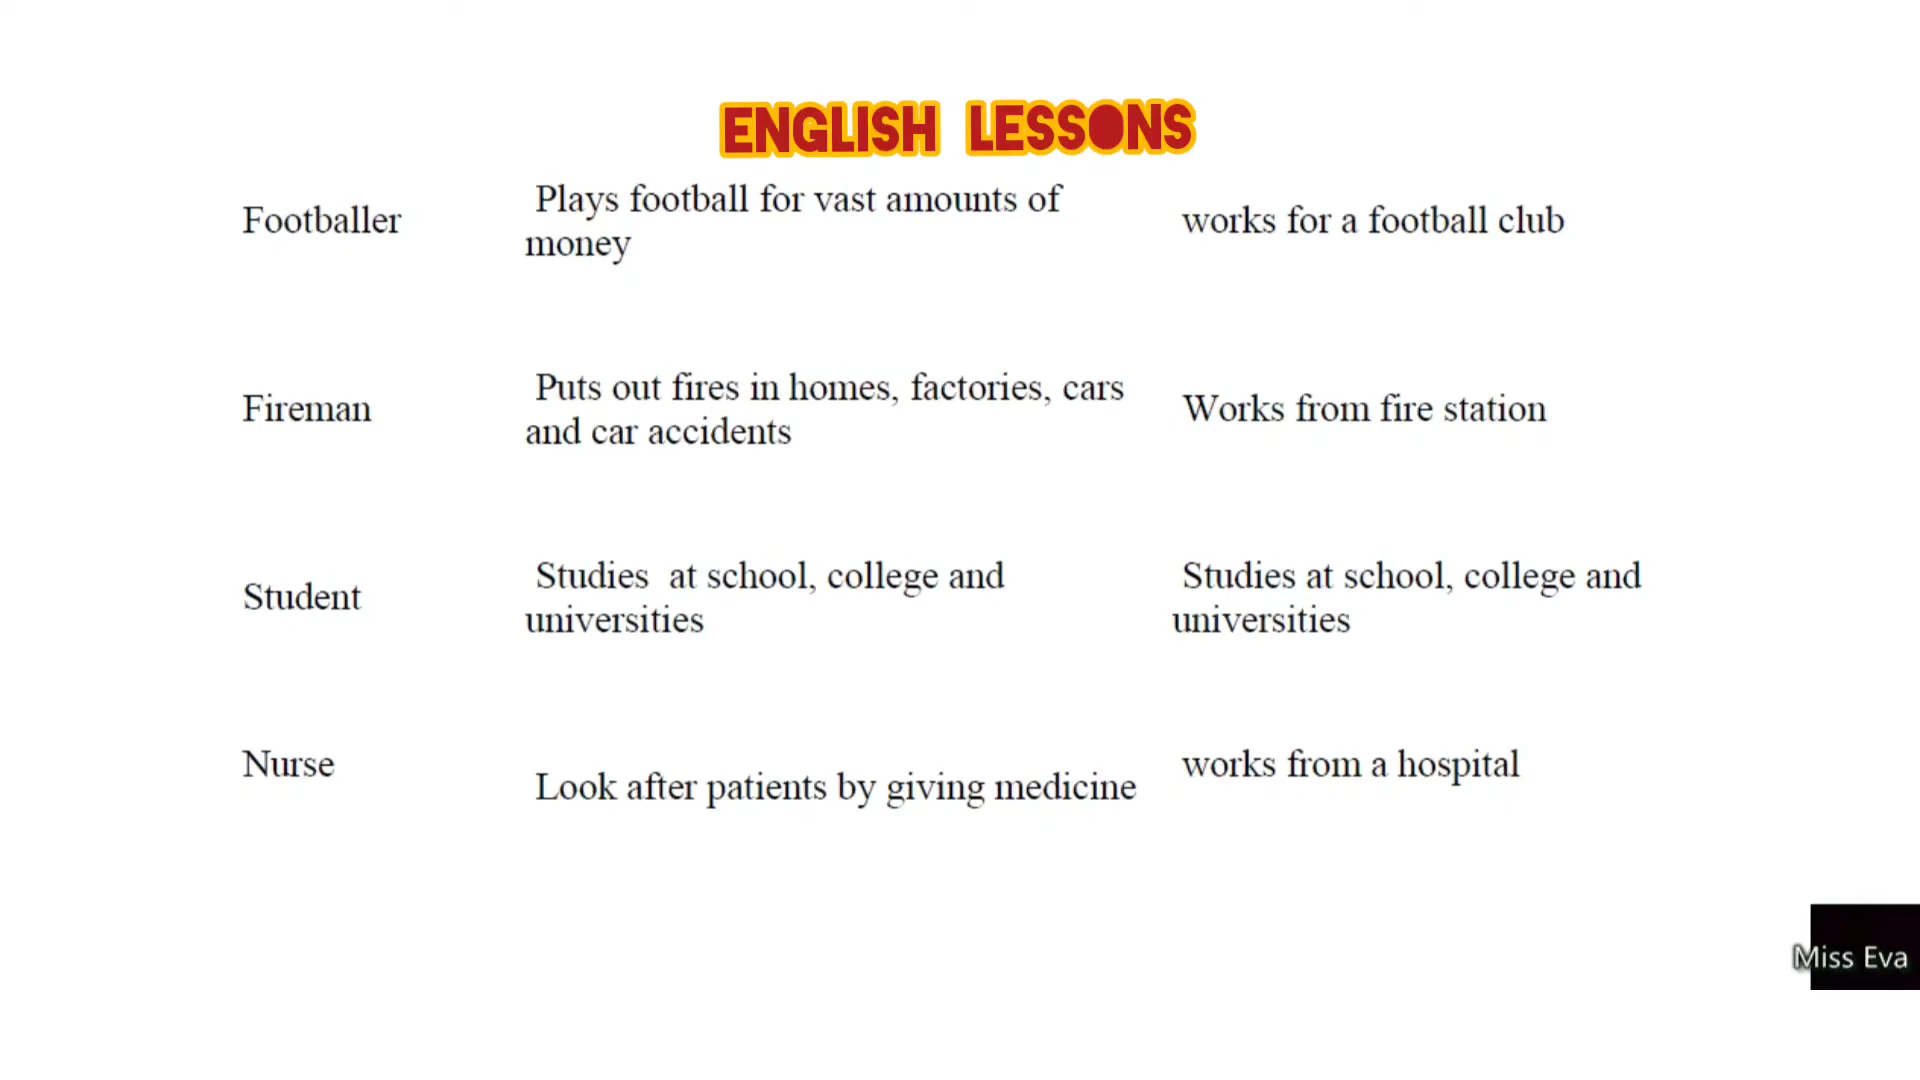 ENGLISH LESSONS
Footballer
Plays football for vast amounts of
money
works for a football club
Fireman
Puts out fires in homes, factories, cars
and car accidents
Works from fire station
Student
Studies at school, college and
universities
Studies at school, college and
universities
Nurse
Look after patients by giving medicine
works from a hospital
Miss Eva